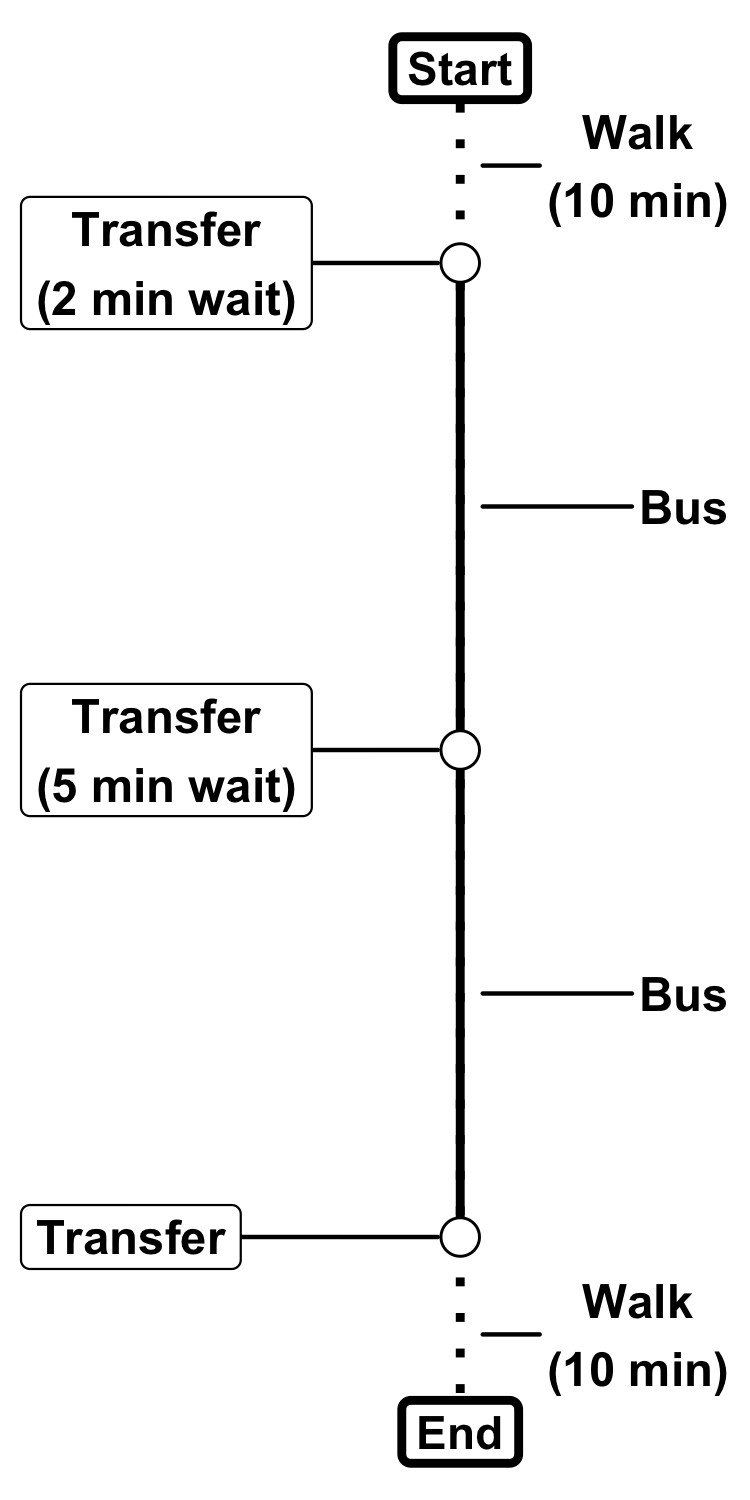 Start
Walk
(10 min)
Transfer
(2 min wait)
Bus
Transfer
(5 min wait)
Bus
Transfer
Walk
(10 min)
End